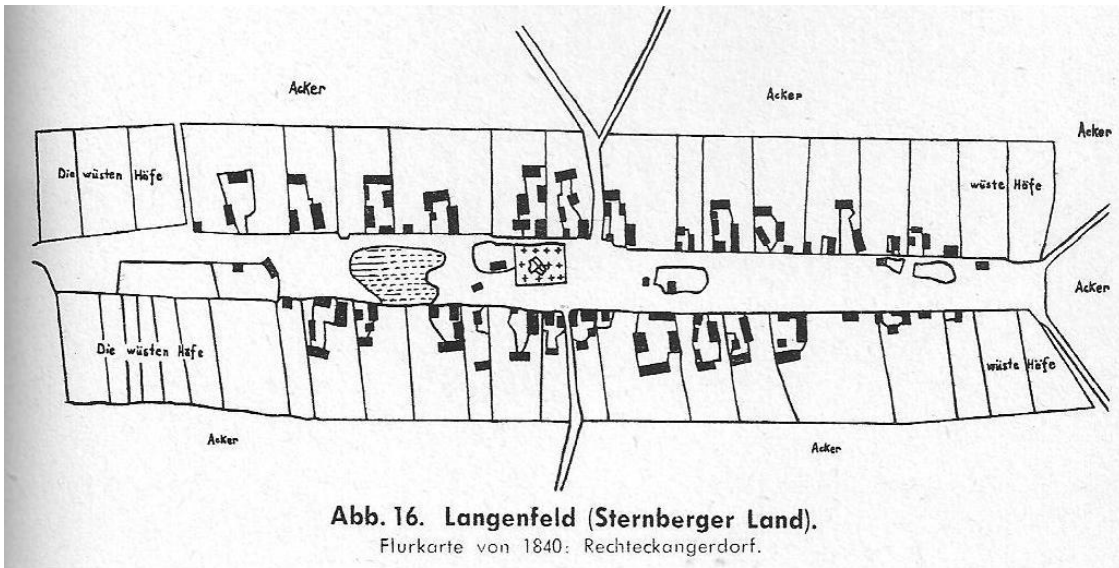 Acker
Acker
Acker
Die wüsten Höfe
wüste Höfe
Acker
Die wüsten Höfe
wüste Höfe
Acker
Acker
Abb. 16. Langenfeld (Sternberger Land).
Flurkarte von 1840: Rechteckangerdorf.